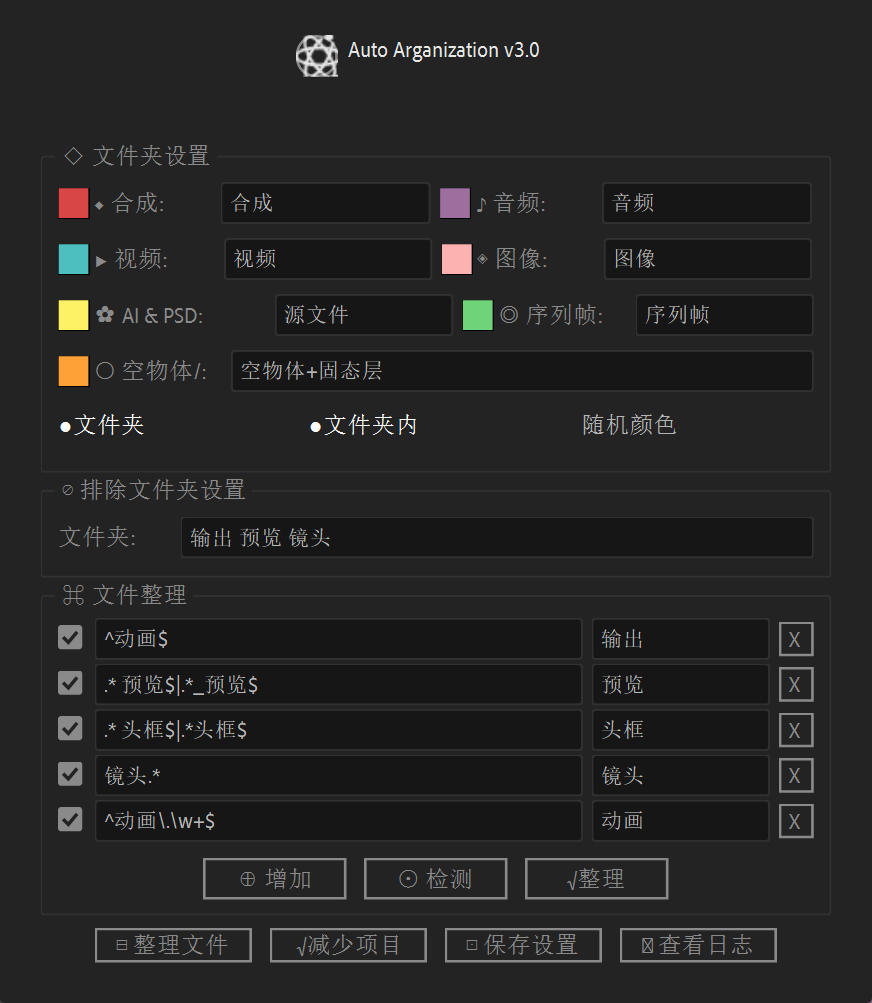 Auto Arganization v3.0
◇ 文件夹设置
◆ 合成: 合成 ♪ 音频: 音频
▶ 视频: 视频 ◈ 图像: 图像
✿ AI & PSD: 源文件 ◎ 序列帧: 序列帧
○ 空物体/: 空物体+固态层
●文件夹 ●文件夹内 随机颜色
⊘ 排除文件夹设置
文件夹: 输出 预览 镜头
⌘ 文件整理
^动画$ 输出 X
.* 预览$|.*_预览$ 预览 X
.* 头框$|.*头框$ 头框 X
镜头.* 镜头 X
^动画\.\w+$ 动画 X
⊕ 增加 ⊙ 检测 √整理
⊟ 整理文件 √减少项目 ⊡ 保存设置 查看日志